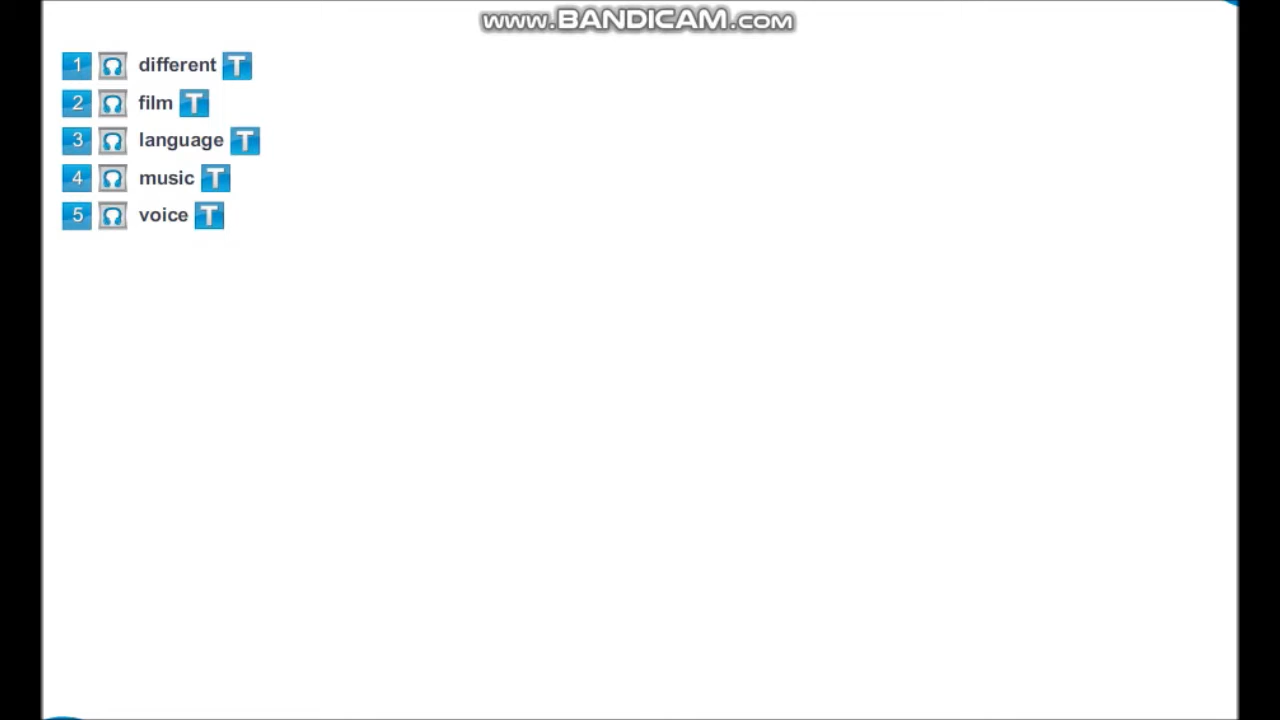 www.BANDICAM.com
1 different T
2 film T
3 language T
4 music T
5 voice T